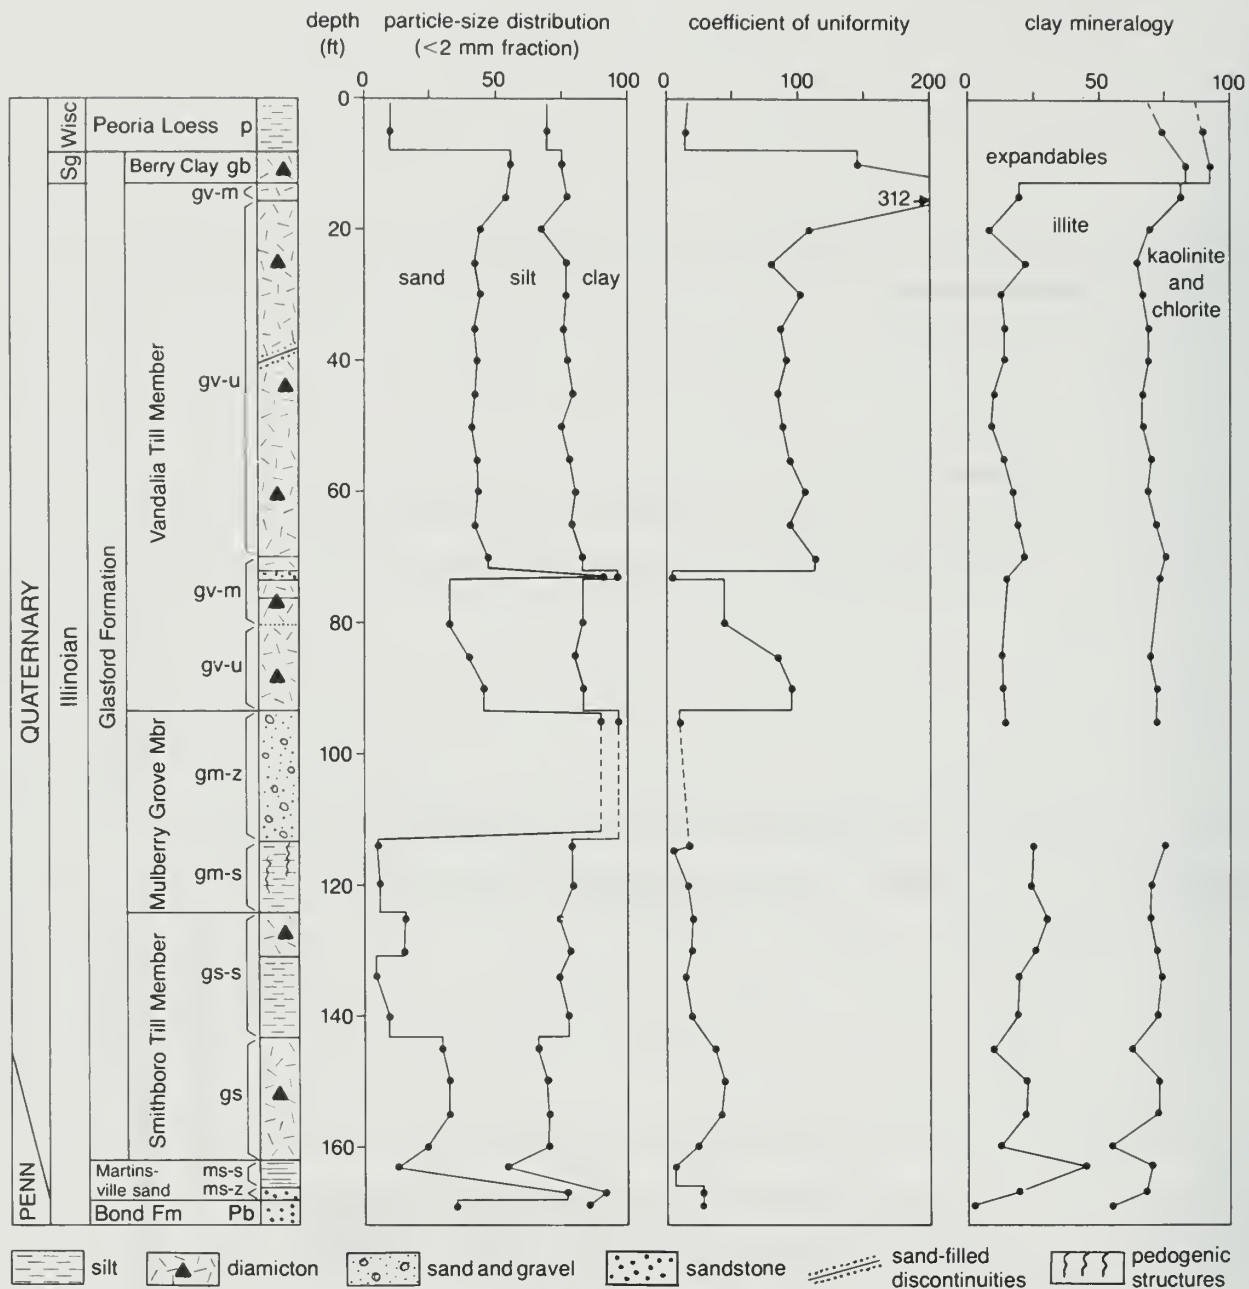 depth
(ft)
particle-size distribution
(<2 mm fraction)
coefficient of uniformity
clay mineralogy
0 50 100
0 100 200
0 50 100
0
20
40
60
80
100
120
140
160
QUATERNARY
PENN
Wisc
Sg
Illinoian
Glasford Formation
Peoria Loess p
Berry Clay gb
gv-m
Vandalia Till Member
gv-u
gv-m
gv-u
Mulberry Grove Mbr
gm-z
gm-s
Smithboro Till Member
gs-s
gs
Martins-
ville sand
ms-s
ms-z
Bond Fm Pb
sand
silt
clay
312
expandables
illite
kaolinite
and
chlorite
silt
diamicton
sand and gravel
sandstone
sand-filled
discontinuities
pedogenic
structures